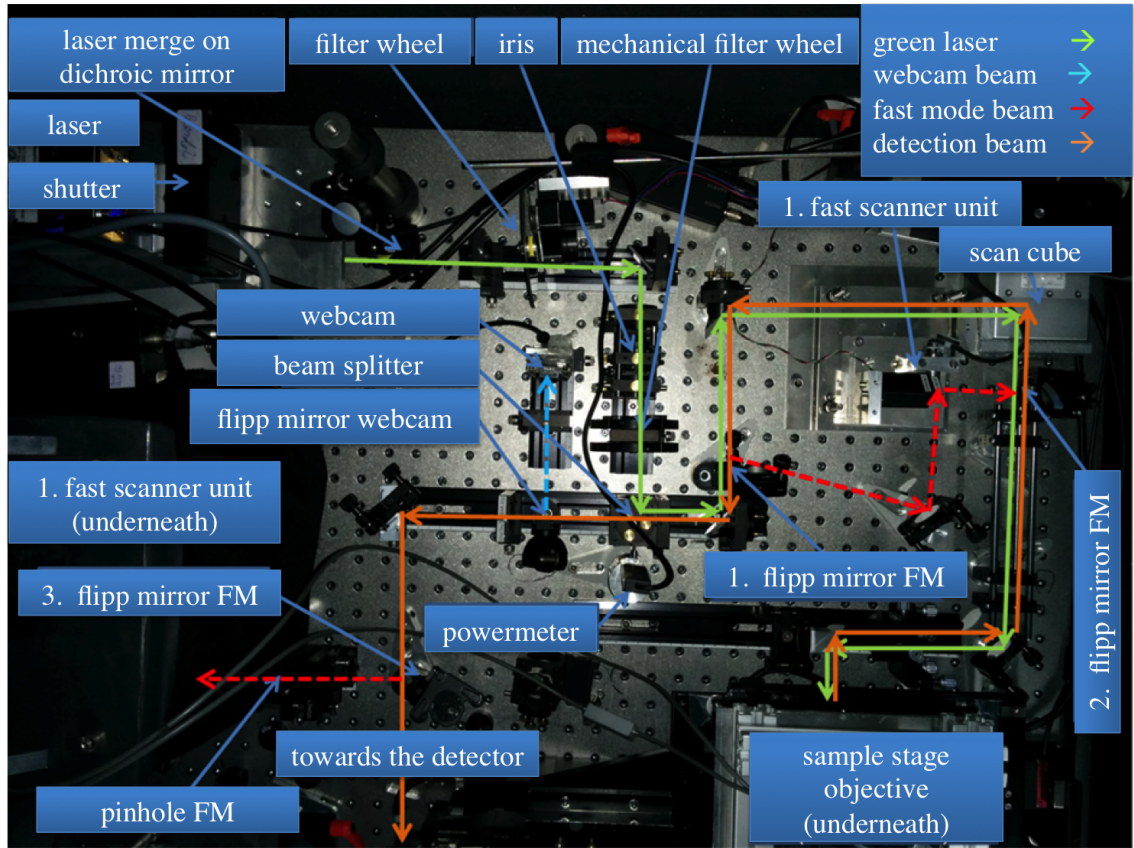 laser merge on
dichroic mirror
filter wheel
iris
mechanical filter wheel
green laser
webcam beam
fast mode beam
detection beam
laser
shutter
1. fast scanner unit
scan cube
webcam
beam splitter
flipp mirror webcam
1. fast scanner unit
(underneath)
3. flipp mirror FM
1. flipp mirror FM
2. flipp mirror FM
powermeter
towards the detector
pinhole FM
sample stage
objective
(underneath)